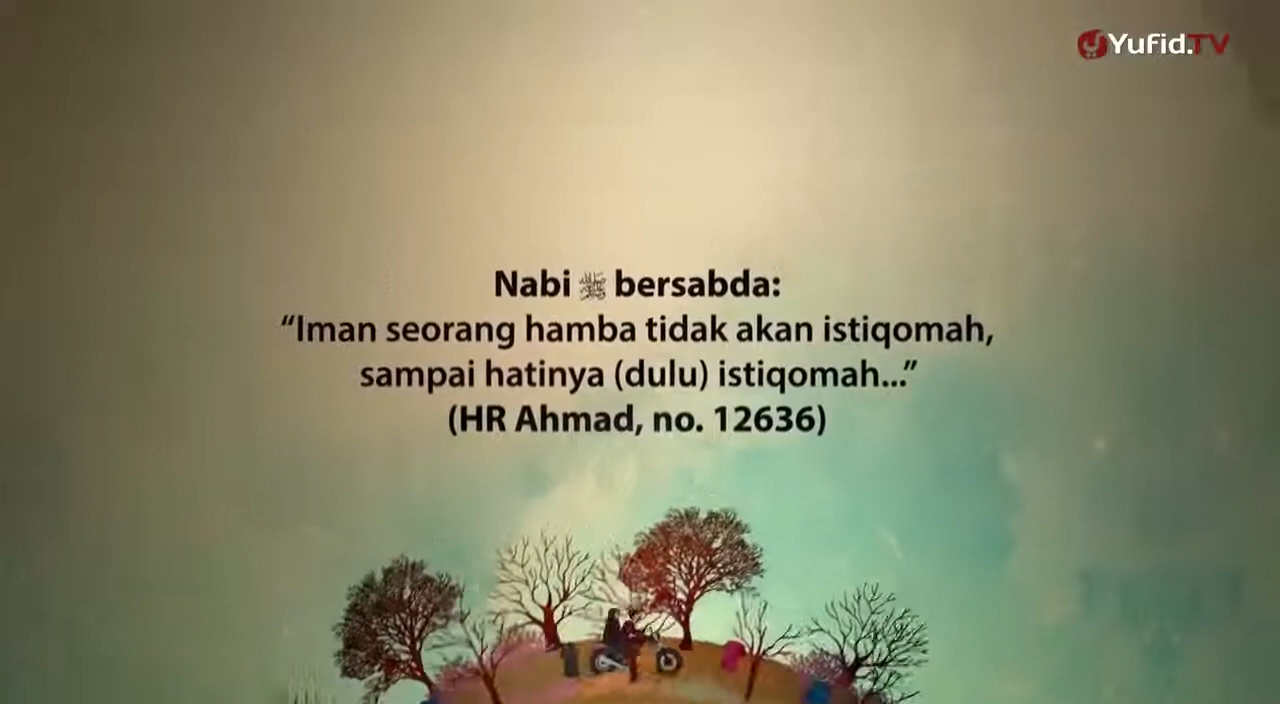 Yufid.TV
Nabi ﷺ bersabda:
“Iman seorang hamba tidak akan istiqomah,
sampai hatinya (dulu) istiqomah...”
(HR Ahmad, no. 12636)